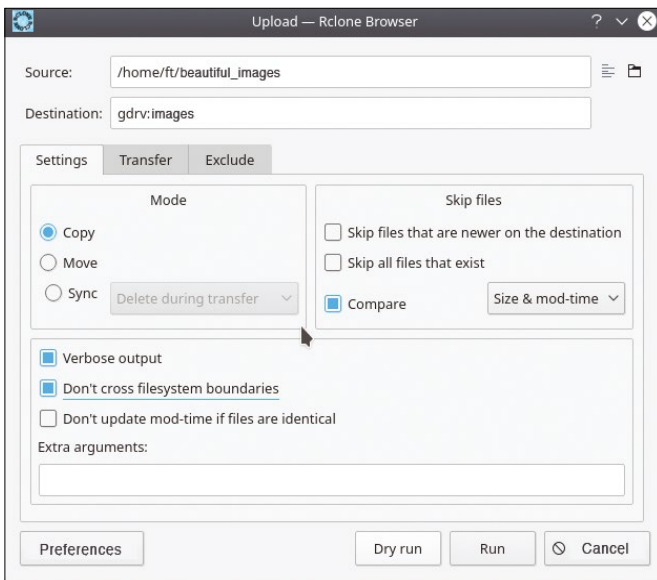 Upload — Rclone Browser
Source: /home/ft/beautiful_images
Destination: gdrv:images
Settings Transfer Exclude
Mode
Copy
Move
Sync Delete during transfer
Skip files
Skip files that are newer on the destination
Skip all files that exist
Compare Size & mod-time
Verbose output
Don't cross filesystem boundaries
Don't update mod-time if files are identical
Extra arguments:
Preferences Dry run Run Cancel